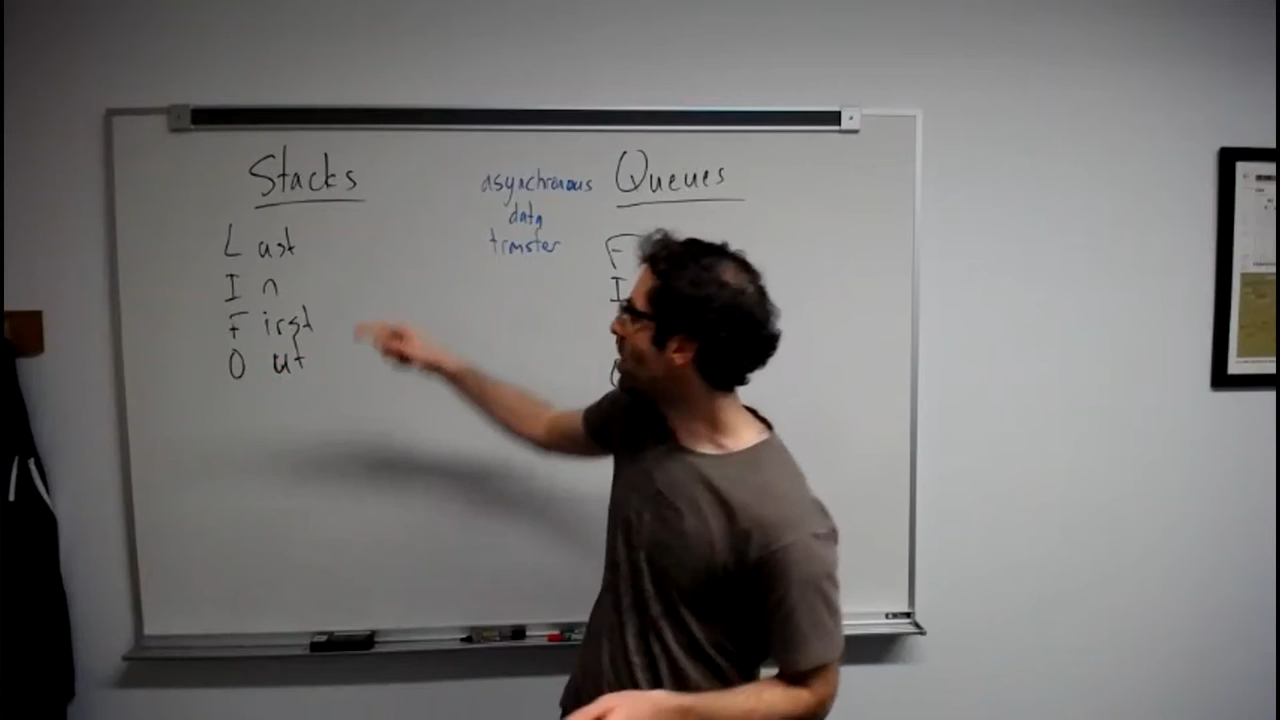 Stacks
Last
In
First
Out
asynchronous
data
transfer
Queues
F
I